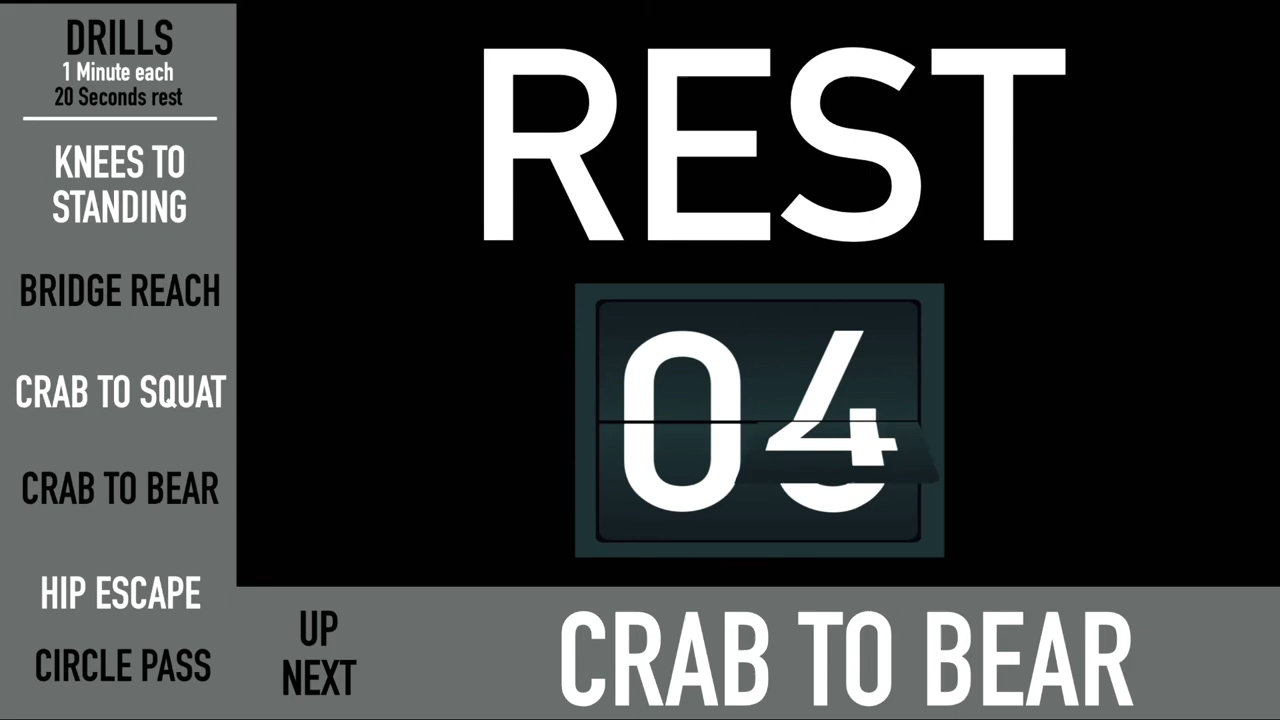 DRILLS
1 Minute each
20 Seconds rest
KNEES TO
STANDING
BRIDGE REACH
CRAB TO SQUAT
CRAB TO BEAR
HIP ESCAPE
CIRCLE PASS
REST
04
UP
NEXT
CRAB TO BEAR